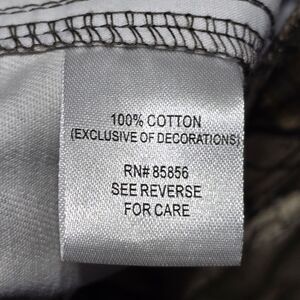 100% COTTON
(EXCLUSIVE OF DECORATIONS)
RN# 85856
SEE REVERSE
FOR CARE